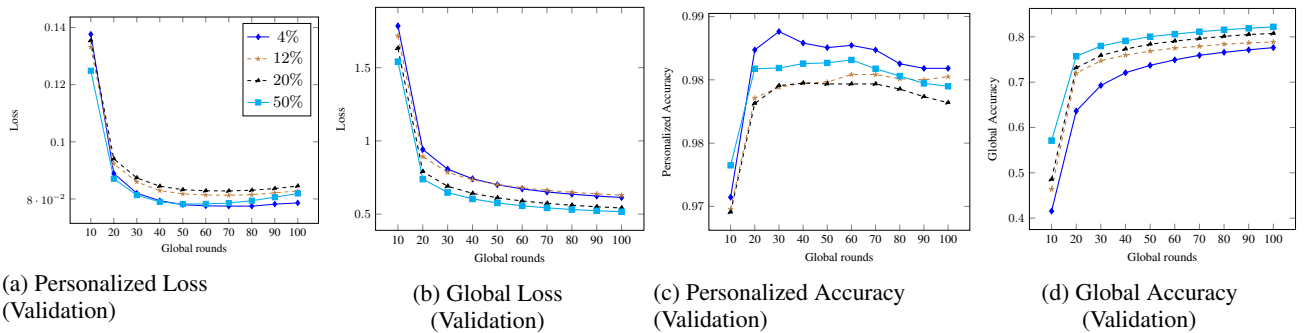 0.14
0.12
0.1
8 · 10⁻²
Loss
4%
12%
20%
50%
10 20 30 40 50 60 70 80 90 100
Global rounds
(a) Personalized Loss
(Validation)
1.5
1
0.5
Loss
10 20 30 40 50 60 70 80 90 100
Global rounds
(b) Global Loss
(Validation)
0.99
0.98
0.98
0.97
Personalized Accuracy
10 20 30 40 50 60 70 80 90 100
Global rounds
(c) Personalized Accuracy
(Validation)
0.8
0.7
0.6
0.5
0.4
Global Accuracy
10 20 30 40 50 60 70 80 90 100
Global rounds
(d) Global Accuracy
(Validation)